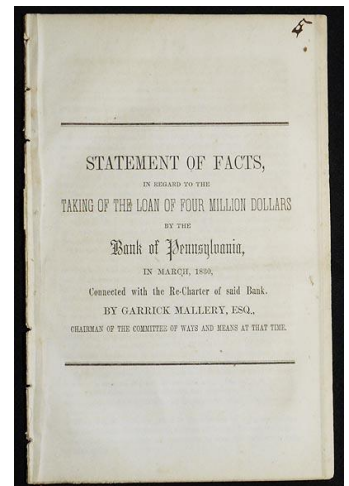 5
STATEMENT OF FACTS,
IN REGARD TO THE
TAKING OF THE LOAN OF FOUR MILLION DOLLARS
BY THE
Bank of Pennsylvania,
IN MARCH, 1830,
Connected with the Re-Charter of said Bank.
BY GARRICK MALLERY, ESQ.,
CHAIRMAN OF THE COMMITTEE OF WAYS AND MEANS AT THAT TIME.